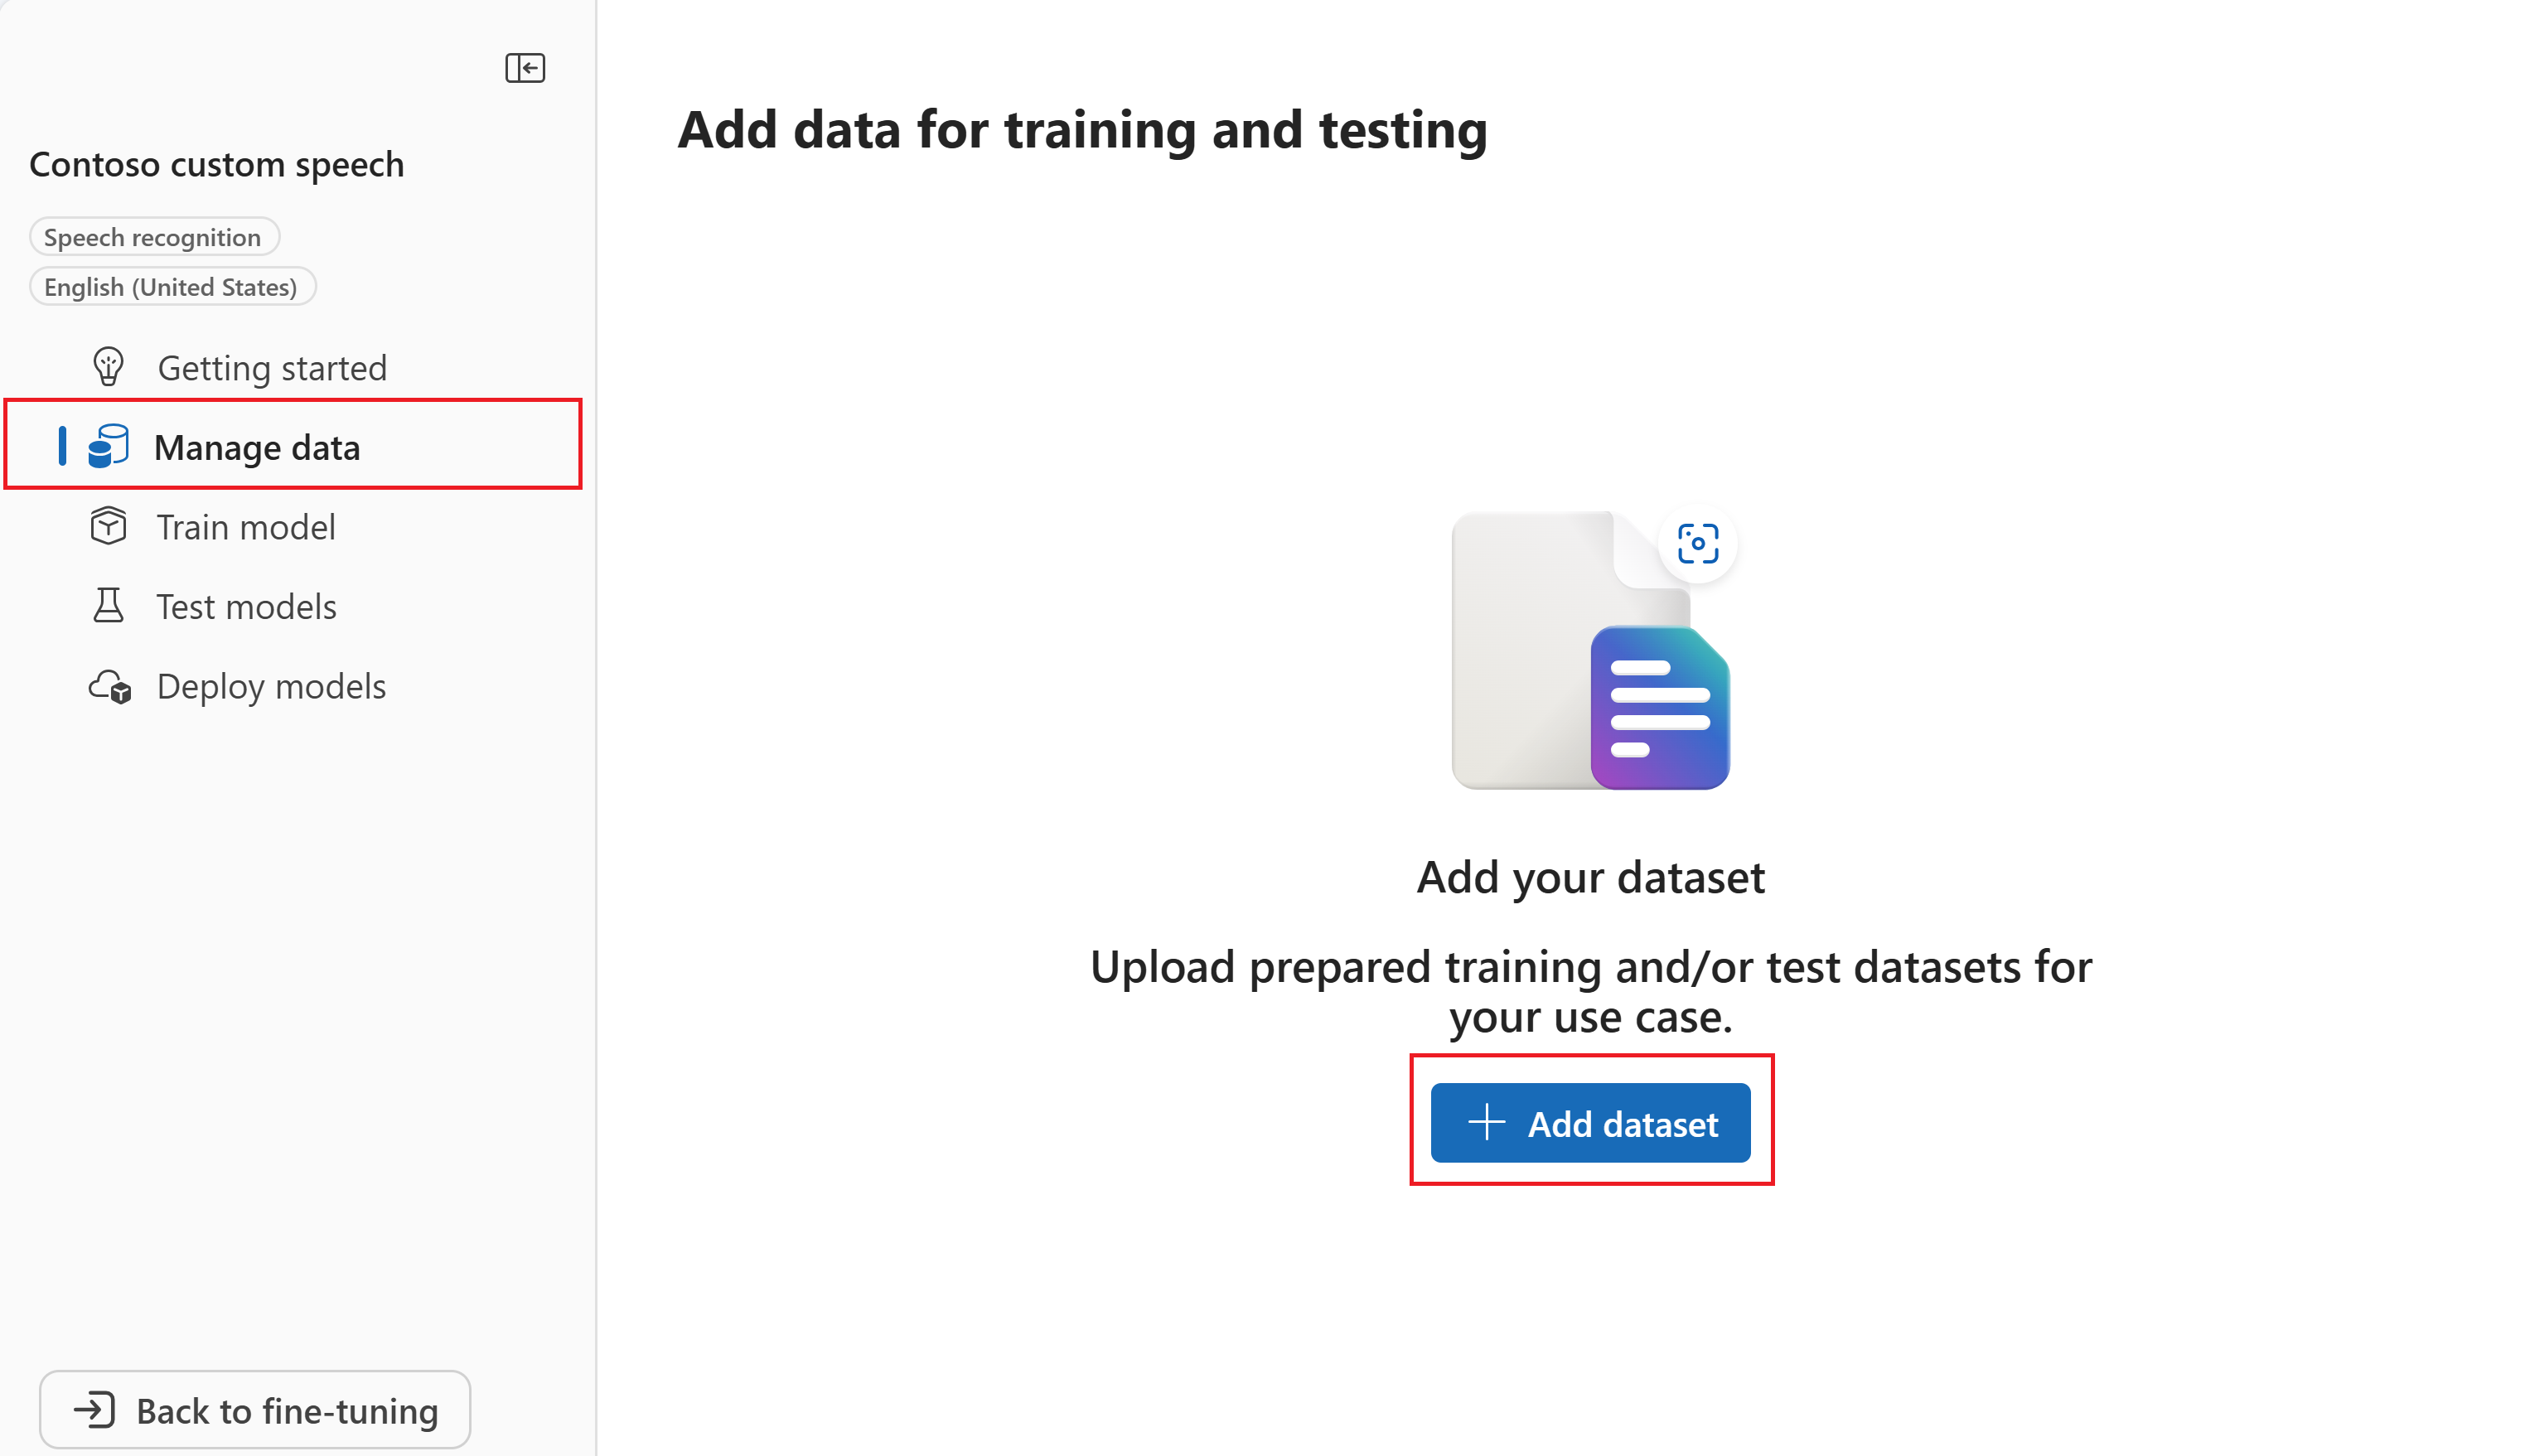 Contoso custom speech
Speech recognition
English (United States)
Getting started
Manage data
Train model
Test models
Deploy models
Back to fine-tuning
Add data for training and testing
Add your dataset
Upload prepared training and/or test datasets for
your use case.
Add dataset